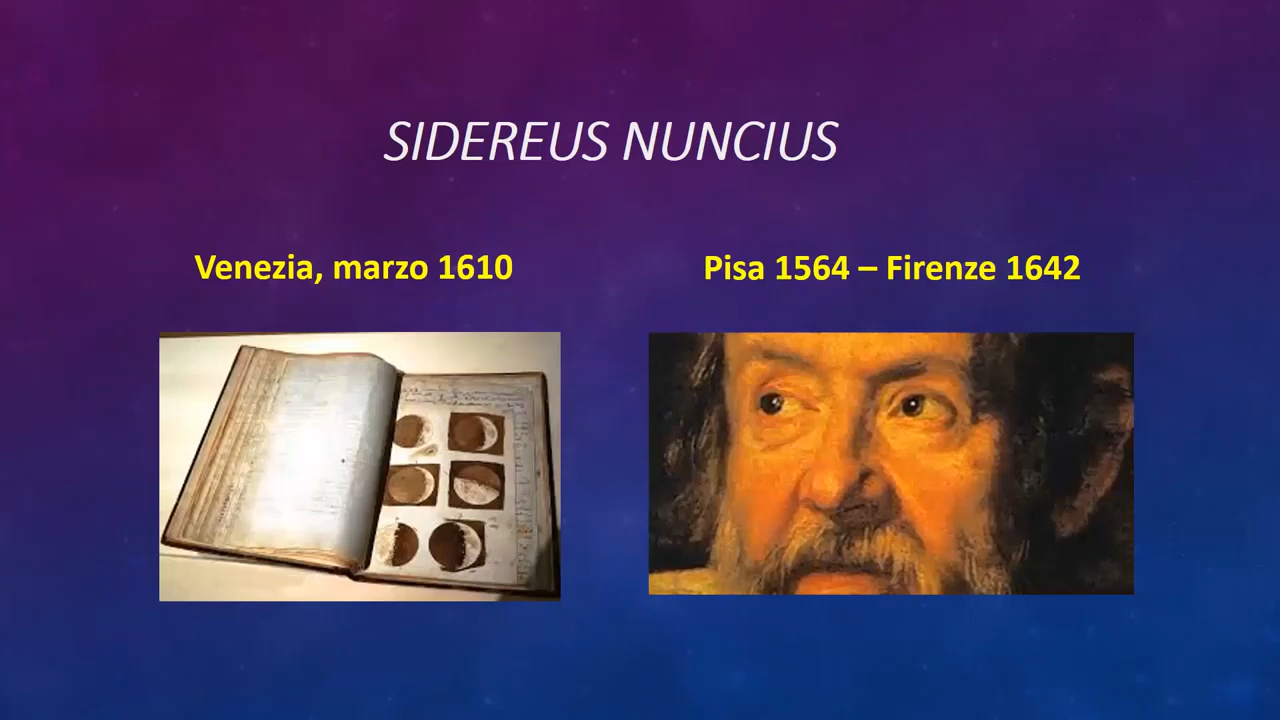 SIDEREUS NUNCIUS
Venezia, marzo 1610
Pisa 1564 – Firenze 1642